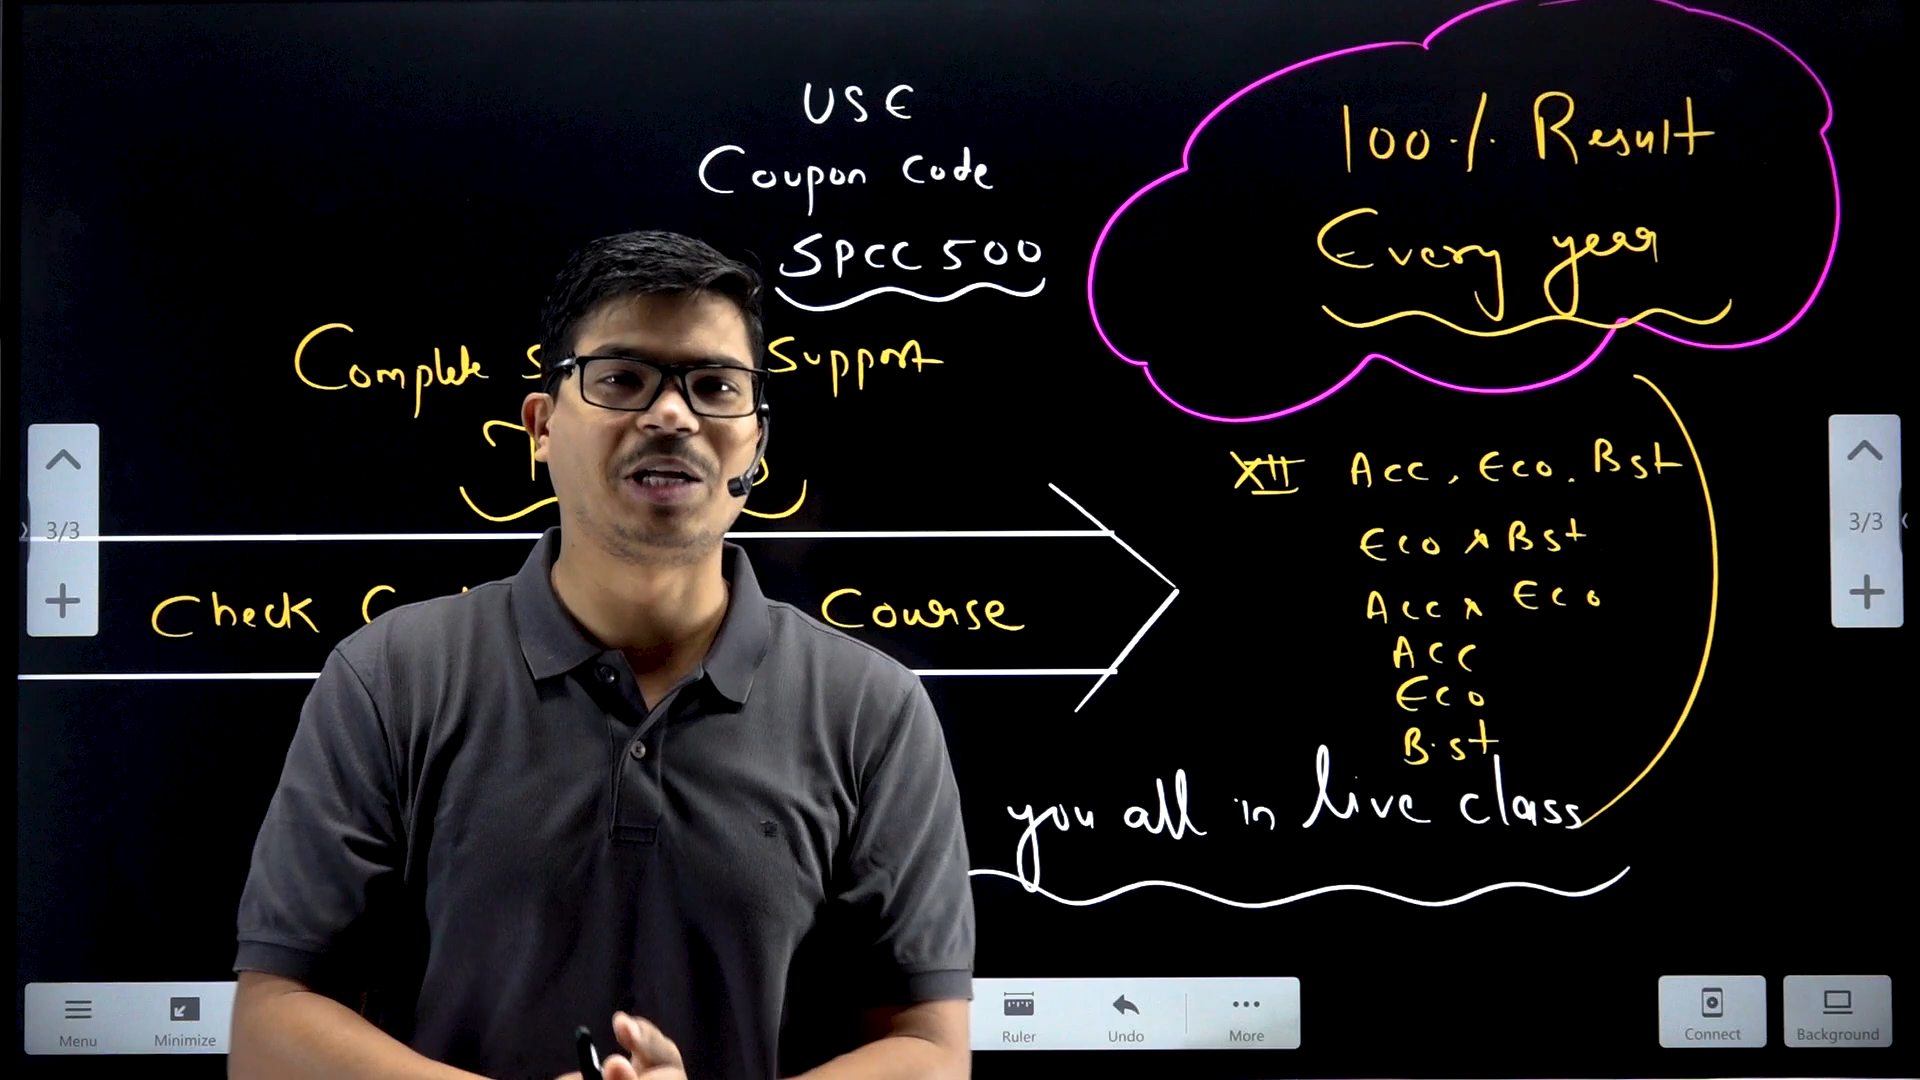 USE
Coupon Code
SPCC 500
100% Result
Every year
Complete Support
XII Acc, Eco, Bst
Eco x Bst
Acc x Eco
Acc
Eco
B.st
Check Course
you all in live class
3/3
3/3
Menu
Minimize
Ruler
Undo
More
Connect
Background